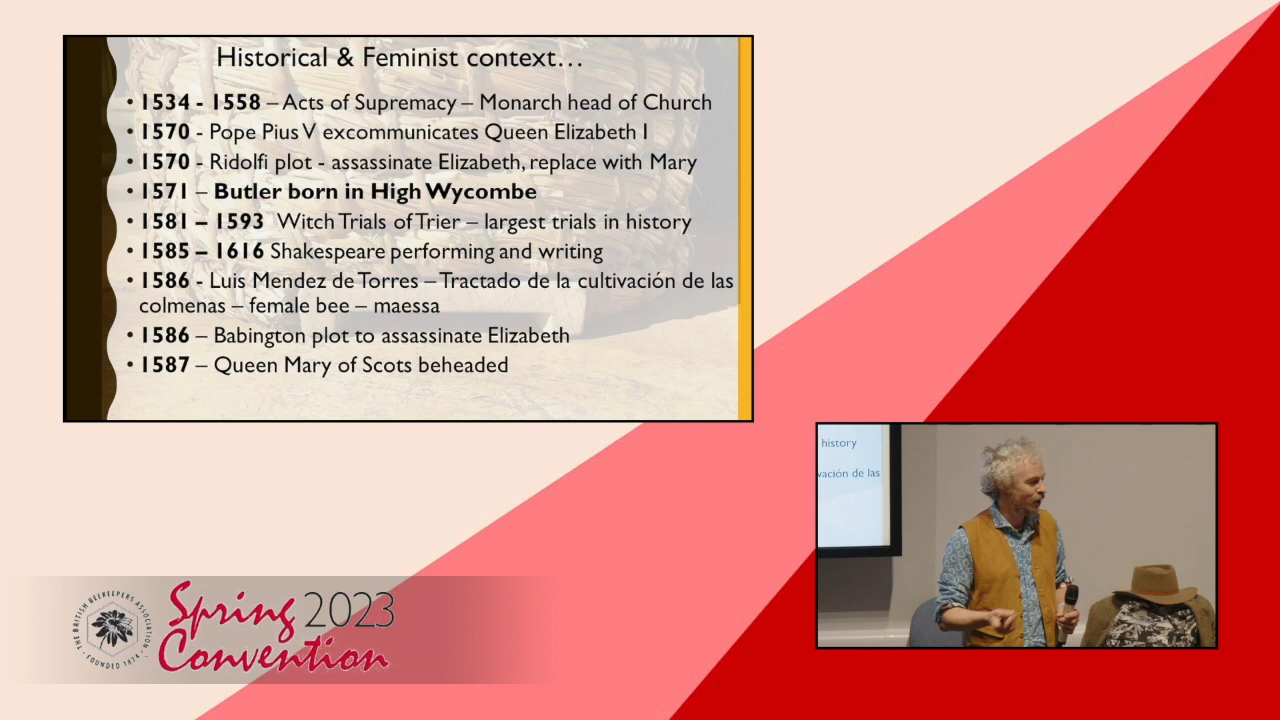 Historical & Feminist context…
• 1534 - 1558 – Acts of Supremacy – Monarch head of Church
• 1570 - Pope Pius V excommunicates Queen Elizabeth I
• 1570 - Ridolfi plot - assassinate Elizabeth, replace with Mary
• 1571 – Butler born in High Wycombe
• 1581 – 1593 Witch Trials of Trier – largest trials in history
• 1585 – 1616 Shakespeare performing and writing
• 1586 - Luis Mendez de Torres – Tractado de la cultivación de las
colmenas – female bee – maessa
• 1586 – Babington plot to assassinate Elizabeth
• 1587 – Queen Mary of Scots beheaded
history
vación de las
THE BRITISH BEEKEEPERS ASSOCIATION
· FOUNDED 1874 ·
Spring 2023
Convention